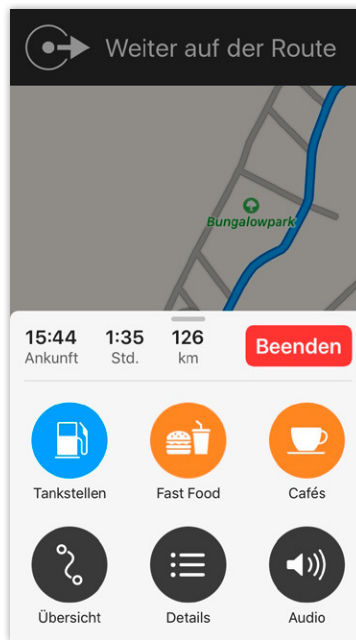 Weiter auf der Route
Bungalowpark
15:44 1:35 126 Beenden
Ankunft Std. km
Tankstellen Fast Food Cafés
Übersicht Details Audio